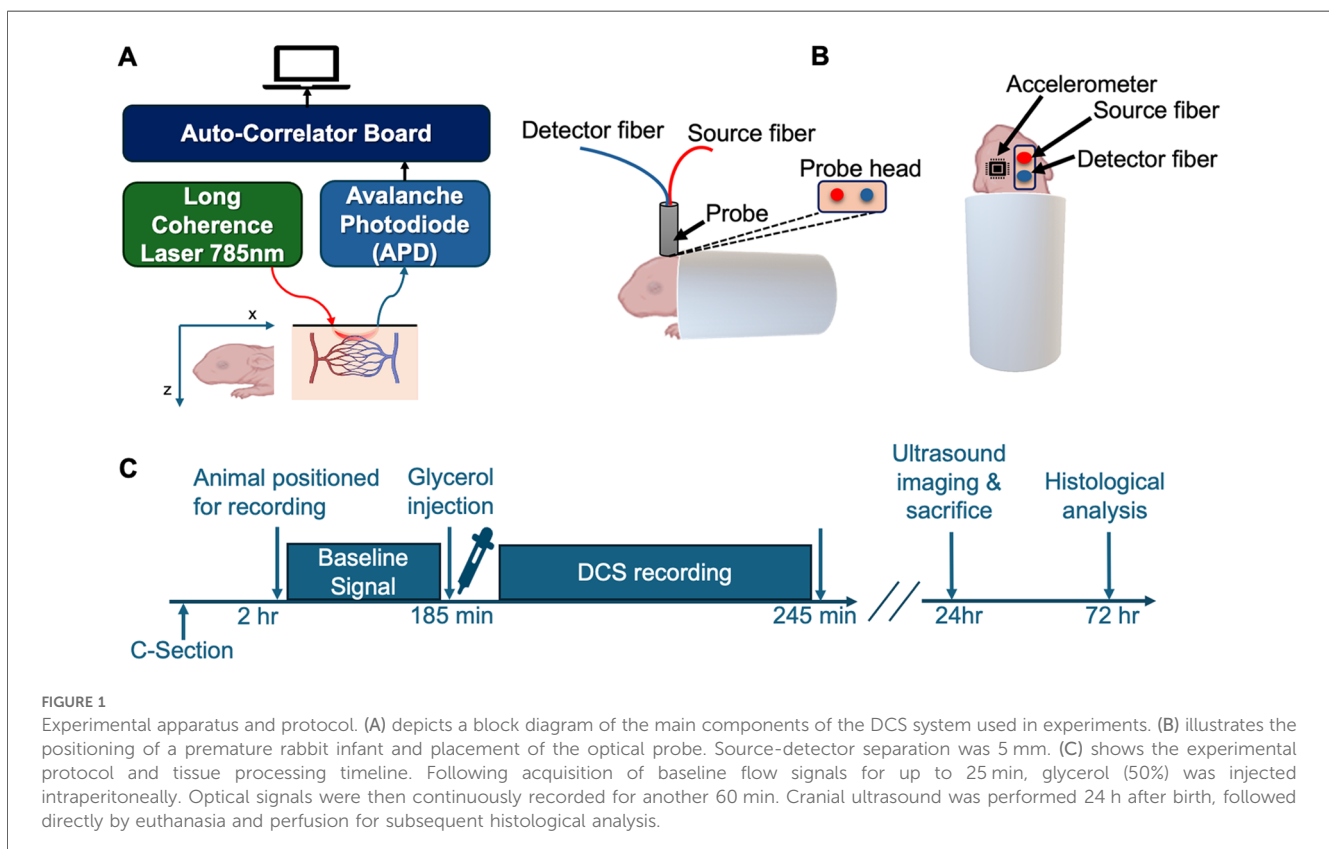 A
Auto-Correlator Board
Long
Coherence
Laser 785nm
Avalanche
Photodiode
(APD)
x
z
B
Detector fiber
Source fiber
Probe head
Probe
Accelerometer
Source fiber
Detector fiber
C
Animal positioned
for recording
Glycerol
injection
Ultrasound
imaging &
sacrifice
Histological
analysis
Baseline
Signal
DCS recording
2 hr
185 min
245 min
24hr
72 hr
C-Section
FIGURE 1
Experimental apparatus and protocol. (A) depicts a block diagram of the main components of the DCS system used in experiments. (B) illustrates the
positioning of a premature rabbit infant and placement of the optical probe. Source-detector separation was 5 mm. (C) shows the experimental
protocol and tissue processing timeline. Following acquisition of baseline flow signals for up to 25 min, glycerol (50%) was injected
intraperitoneally. Optical signals were then continuously recorded for another 60 min. Cranial ultrasound was performed 24 h after birth, followed
directly by euthanasia and perfusion for subsequent histological analysis.